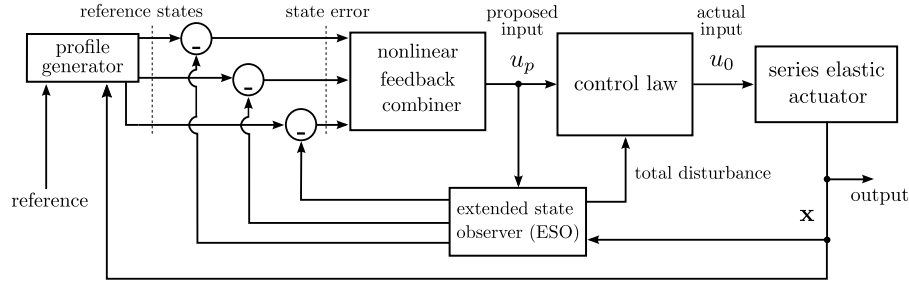 reference states
state error
proposed
input
u_p
actual
input
u_0
profile
generator
-
-
-
nonlinear
feedback
combiner
control law
series elastic
actuator
reference
total disturbance
output
extended state
observer (ESO)
x